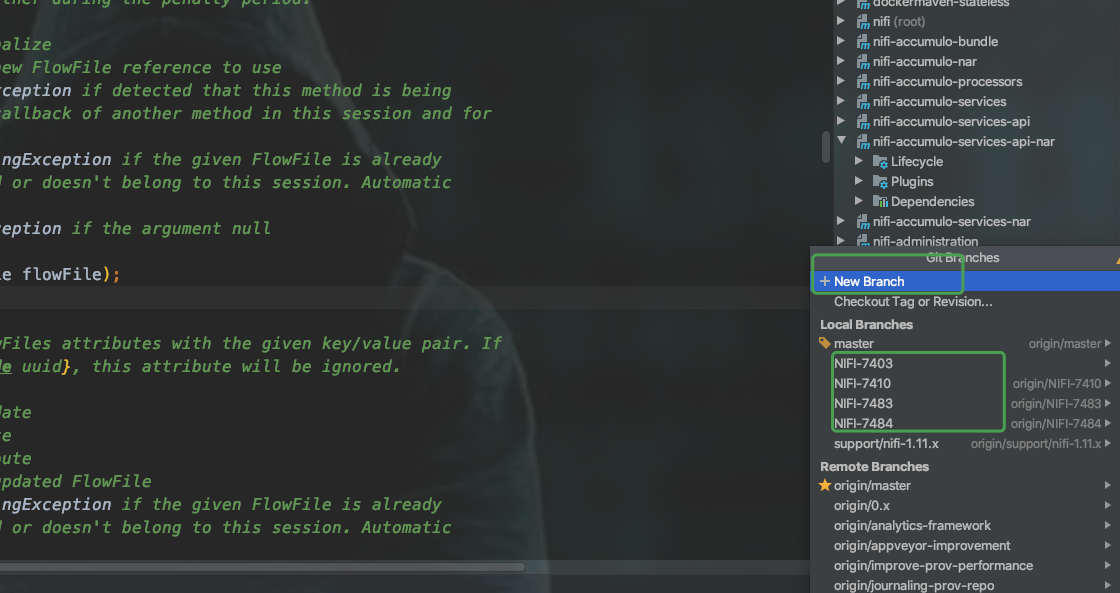 ther during the penalty period.
alize
ew FlowFile reference to use
ception if detected that this method is being
allback of another method in this session and for
ngException if the given FlowFile is already
or doesn't belong to this session. Automatic
eption if the argument null
le flowFile);
wFiles attributes with the given key/value pair. If
de uuid}, this attribute will be ignored.
date
te
bute
updated FlowFile
ngException if the given FlowFile is already
or doesn't belong to this session. Automatic
dockermaven-stateless
nifi (root)
nifi-accumulo-bundle
nifi-accumulo-nar
nifi-accumulo-processors
nifi-accumulo-services
nifi-accumulo-services-api
nifi-accumulo-services-api-nar
Lifecycle
Plugins
Dependencies
nifi-accumulo-services-nar
nifi-administration
Git Branches
+ New Branch
Checkout Tag or Revision...
Local Branches
master origin/master
NIFI-7403
NIFI-7410 origin/NIFI-7410
NIFI-7483 origin/NIFI-7483
NIFI-7484 origin/NIFI-7484
support/nifi-1.11.x origin/support/nifi-1.11.x
Remote Branches
origin/master
origin/0.x
origin/analytics-framework
origin/appveyor-improvement
origin/improve-prov-performance
origin/journaling-prov-repo